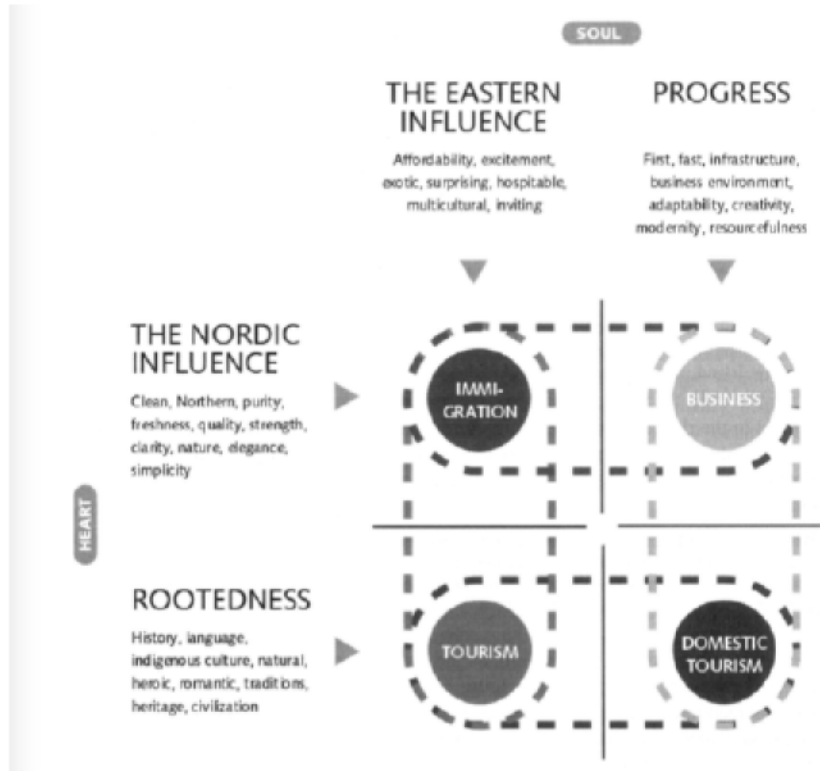 SOUL
THE EASTERN
INFLUENCE
Affordability, excitement,
exotic, surprising, hospitable,
multicultural, inviting
PROGRESS
First, fast, infrastructure,
business environment,
adaptability, creativity,
modernity, resourcefulness
HEART
THE NORDIC
INFLUENCE
Clean, Northern, purity,
freshness, quality, strength,
clarity, nature, elegance,
simplicity
IMMI-
GRATION
BUSINESS
ROOTEDNESS
History, language,
indigenous culture, natural,
heroic, romantic, traditions,
heritage, civilization
TOURISM
DOMESTIC
TOURISM